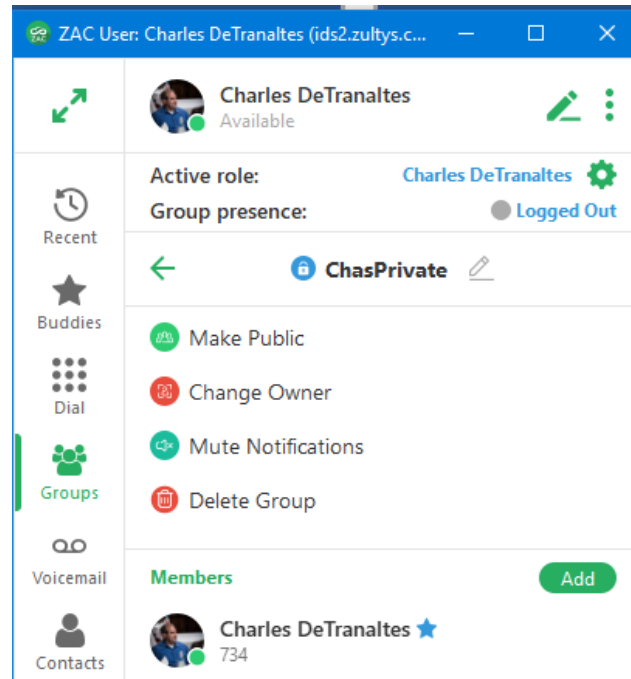 ZAC User: Charles DeTranaltes (ids2.zultys.c...
ZAC
Charles DeTranaltes
Available
Active role:
Charles DeTranaltes
Group presence:
Logged Out
Recent
ChasPrivate
Buddies
Make Public
Change Owner
Dial
Mute Notifications
Groups
Delete Group
Voicemail
Members
Add
Charles DeTranaltes
734
Contacts